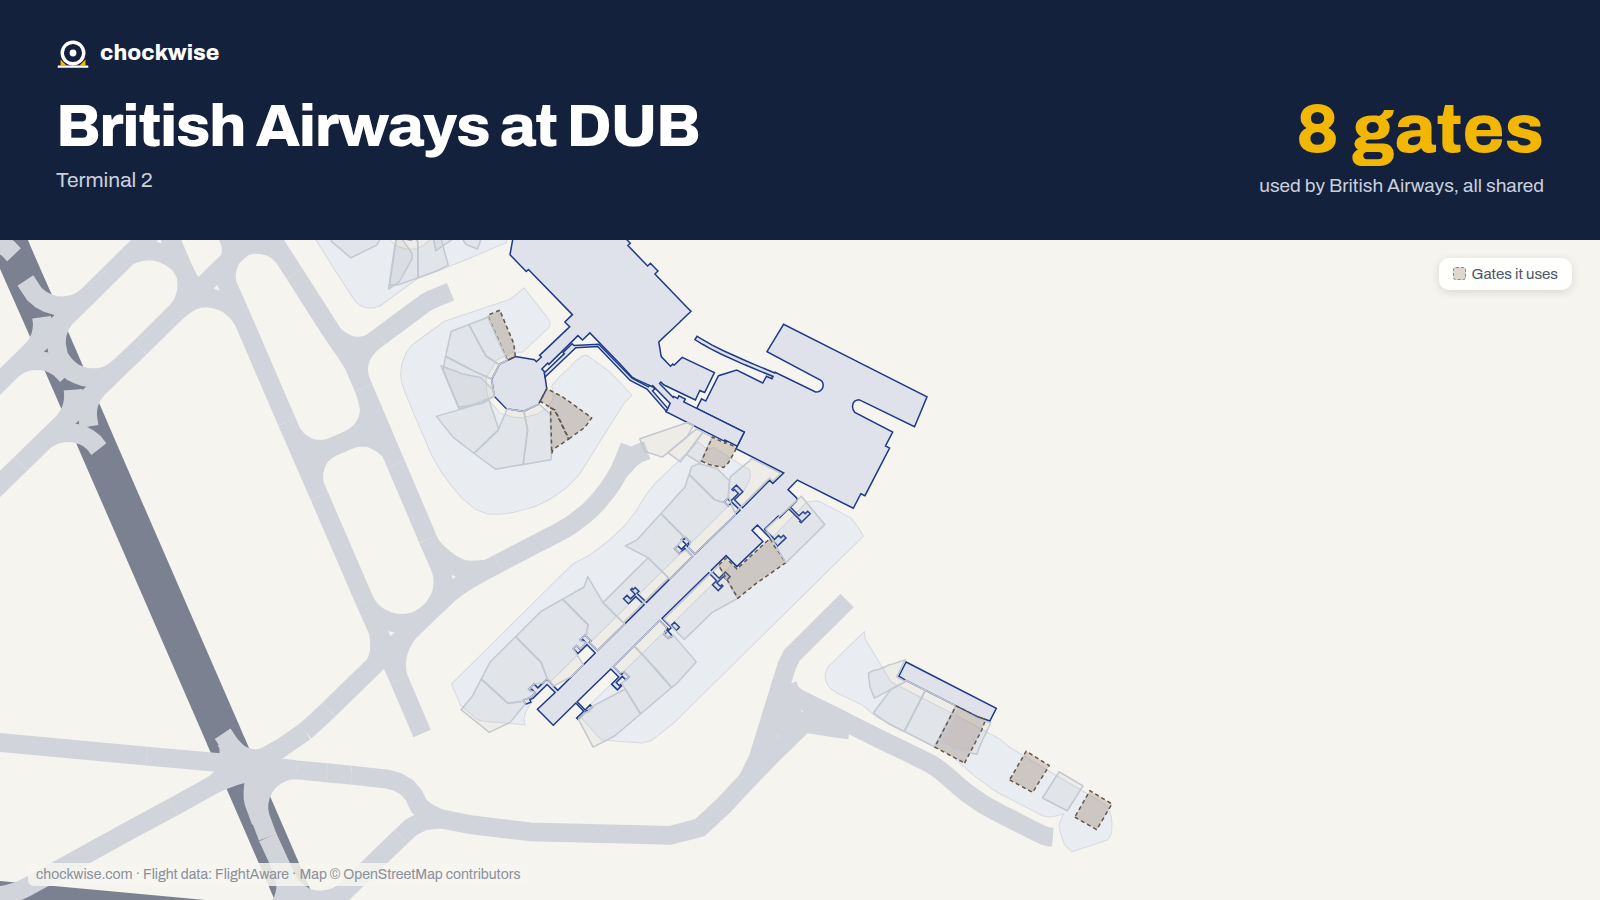 chockwise
British Airways at DUB
Terminal 2
8 gates
used by British Airways, all shared
Gates it uses
chockwise.com · Flight data: FlightAware · Map © OpenStreetMap contributors